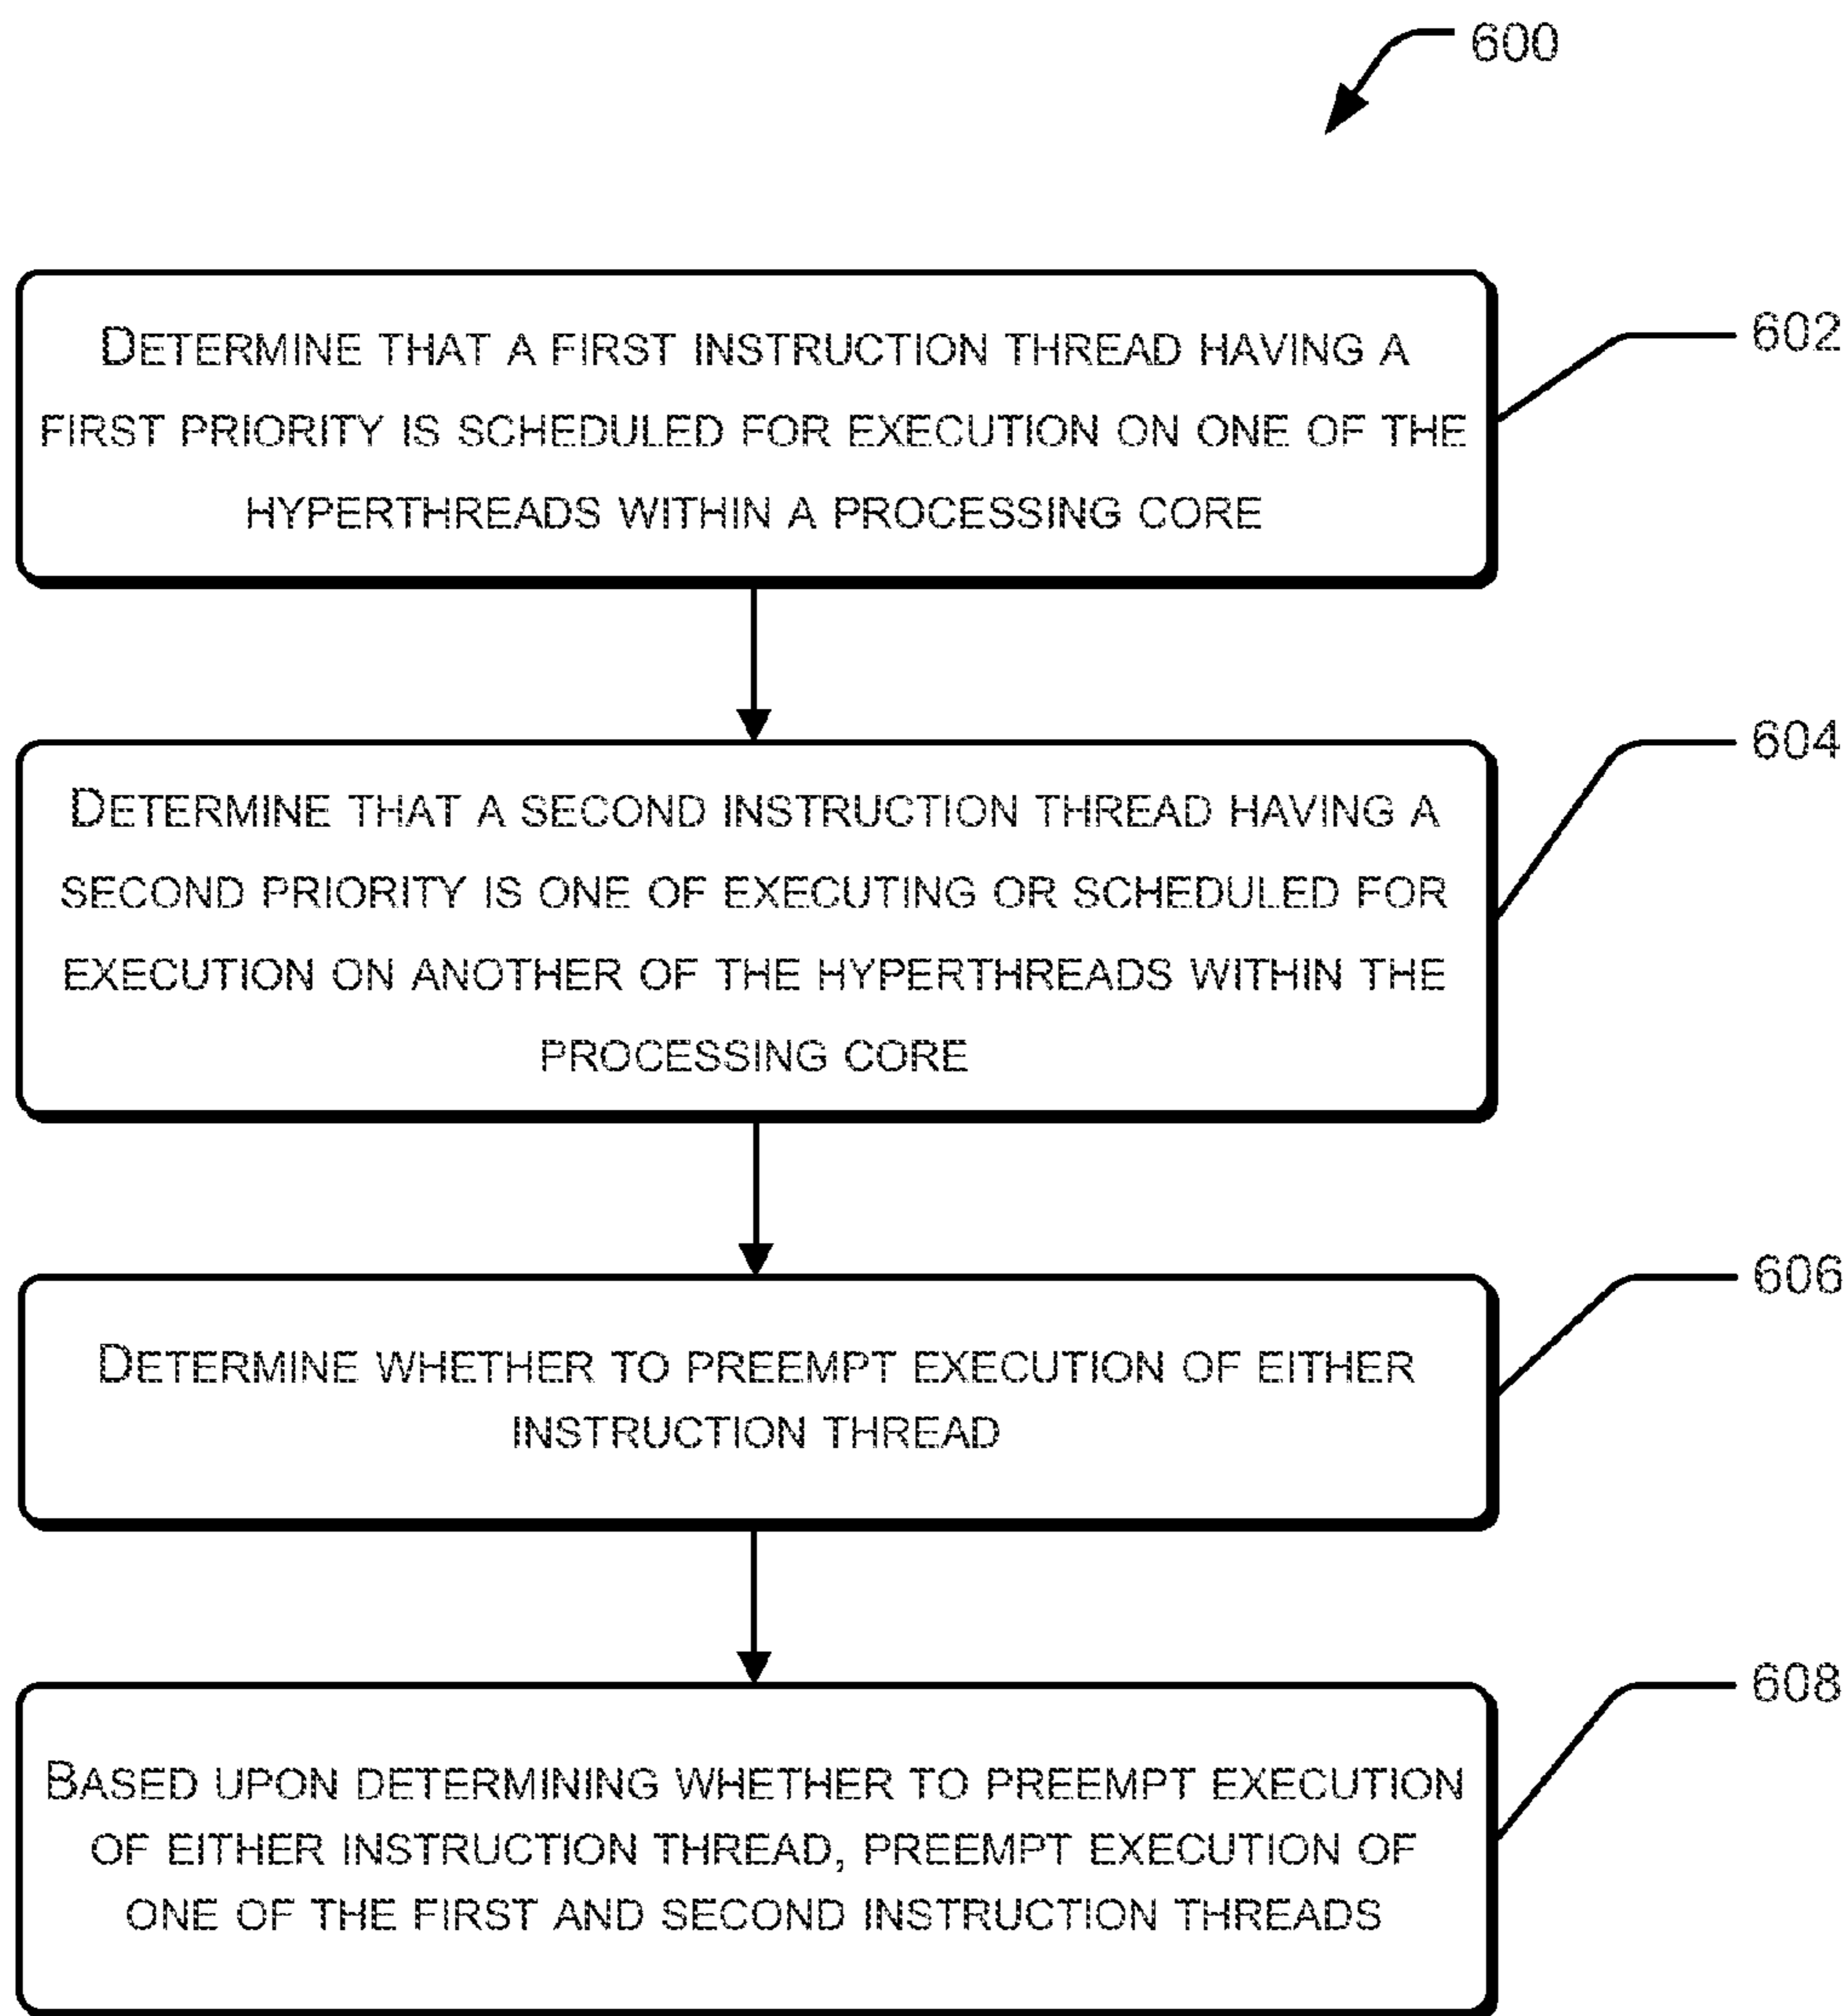 600
DETERMINE THAT A FIRST INSTRUCTION THREAD HAVING A
FIRST PRIORITY IS SCHEDULED FOR EXECUTION ON ONE OF THE
HYPERTHREADS WITHIN A PROCESSING CORE
602
DETERMINE THAT A SECOND INSTRUCTION THREAD HAVING A
SECOND PRIORITY IS ONE OF EXECUTING OR SCHEDULED FOR
EXECUTION ON ANOTHER OF THE HYPERTHREADS WITHIN THE
PROCESSING CORE
604
DETERMINE WHETHER TO PREEMPT EXECUTION OF EITHER
INSTRUCTION THREAD
606
BASED UPON DETERMINING WHETHER TO PREEMPT EXECUTION
OF EITHER INSTRUCTION THREAD, PREEMPT EXECUTION OF
ONE OF THE FIRST AND SECOND INSTRUCTION THREADS
608